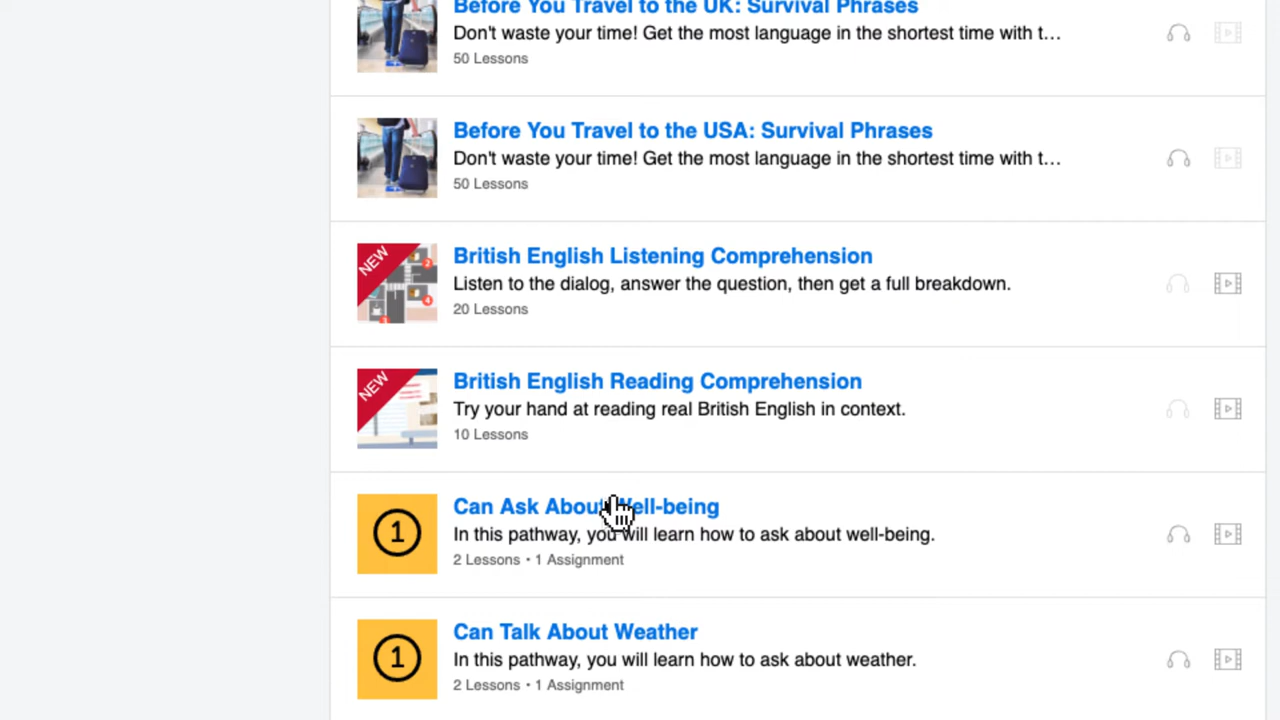 Before You Travel to the UK: Survival Phrases
Don't waste your time! Get the most language in the shortest time with t…
50 Lessons
Before You Travel to the USA: Survival Phrases
Don't waste your time! Get the most language in the shortest time with t…
50 Lessons
NEW
British English Listening Comprehension
Listen to the dialog, answer the question, then get a full breakdown.
20 Lessons
NEW
British English Reading Comprehension
Try your hand at reading real British English in context.
10 Lessons
1
Can Ask About Well-being
In this pathway, you will learn how to ask about well-being.
2 Lessons • 1 Assignment
1
Can Talk About Weather
In this pathway, you will learn how to ask about weather.
2 Lessons • 1 Assignment